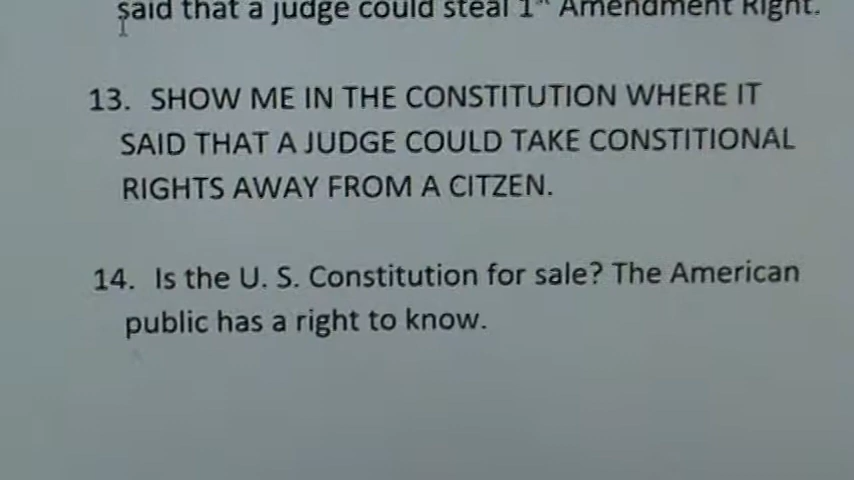 said that a judge could steal 1st Amendment Right.
13. SHOW ME IN THE CONSTITUTION WHERE IT
SAID THAT A JUDGE COULD TAKE CONSTITIONAL
RIGHTS AWAY FROM A CITZEN.
14. Is the U. S. Constitution for sale? The American
public has a right to know.